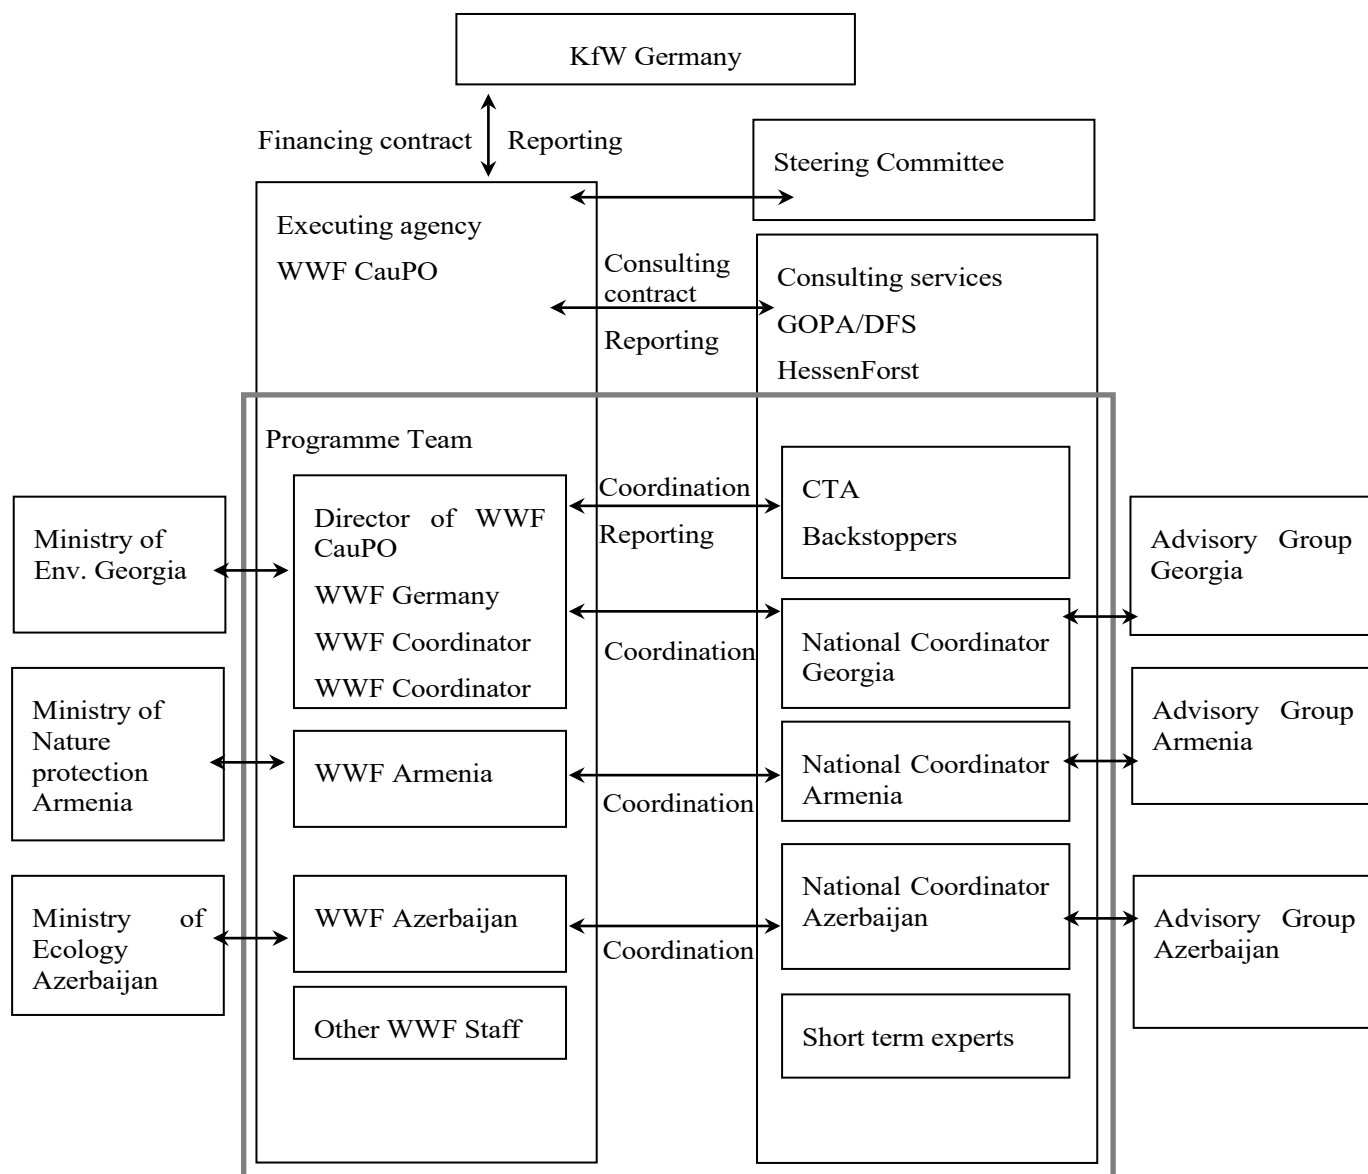 KfW Germany
Financing contract
Reporting
Steering Committee
Executing agency
WWF CauPO
Consulting
contract
Reporting
Consulting services
GOPA/DFS
HessenForst
Programme Team
Coordination
Reporting
CTA
Backstoppers
Ministry of
Env. Georgia
Director of WWF
CauPO
WWF Germany
WWF Coordinator
WWF Coordinator
Coordination
National Coordinator
Georgia
Advisory Group
Georgia
Ministry of
Nature
protection
Armenia
WWF Armenia
Coordination
National Coordinator
Armenia
Advisory Group
Armenia
Ministry of
Ecology
Azerbaijan
WWF Azerbaijan
Coordination
National Coordinator
Azerbaijan
Advisory Group
Azerbaijan
Other WWF Staff
Short term experts